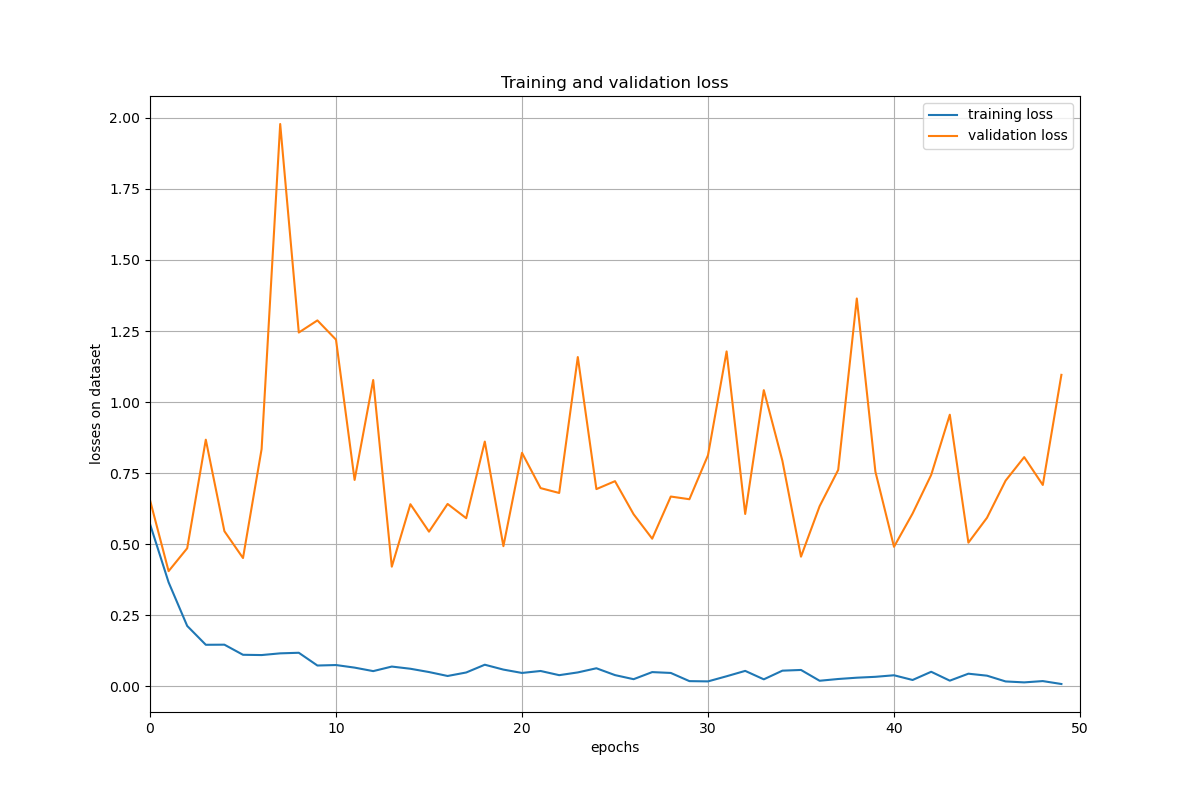 Training and validation loss
training loss
validation loss
losses on dataset
2.00
1.75
1.50
1.25
1.00
0.75
0.50
0.25
0.00
0 10 20 30 40 50
epochs